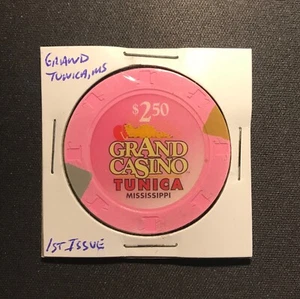 GRAND
TUNICA, MS
$2.50
GRAND
CASINO
TUNICA
MISSISSIPPI
1ST ISSUE